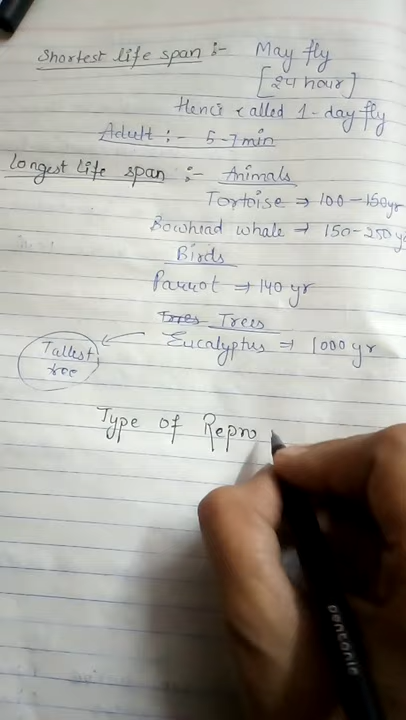 Shortest life span :- May fly
[24 hour]
Henci called 1-day fly
Adult :- 5-7 min
Longest life span :- Animals
Tortoise ⇒ 100-150yr
Bowhead whale ⇒ 150-250 y
Birds
Parrot ⇒ 140 yr
Trees
Eucalyptus ⇒ 1000 yr
Tallest
tree
Type of Repro
pentonic